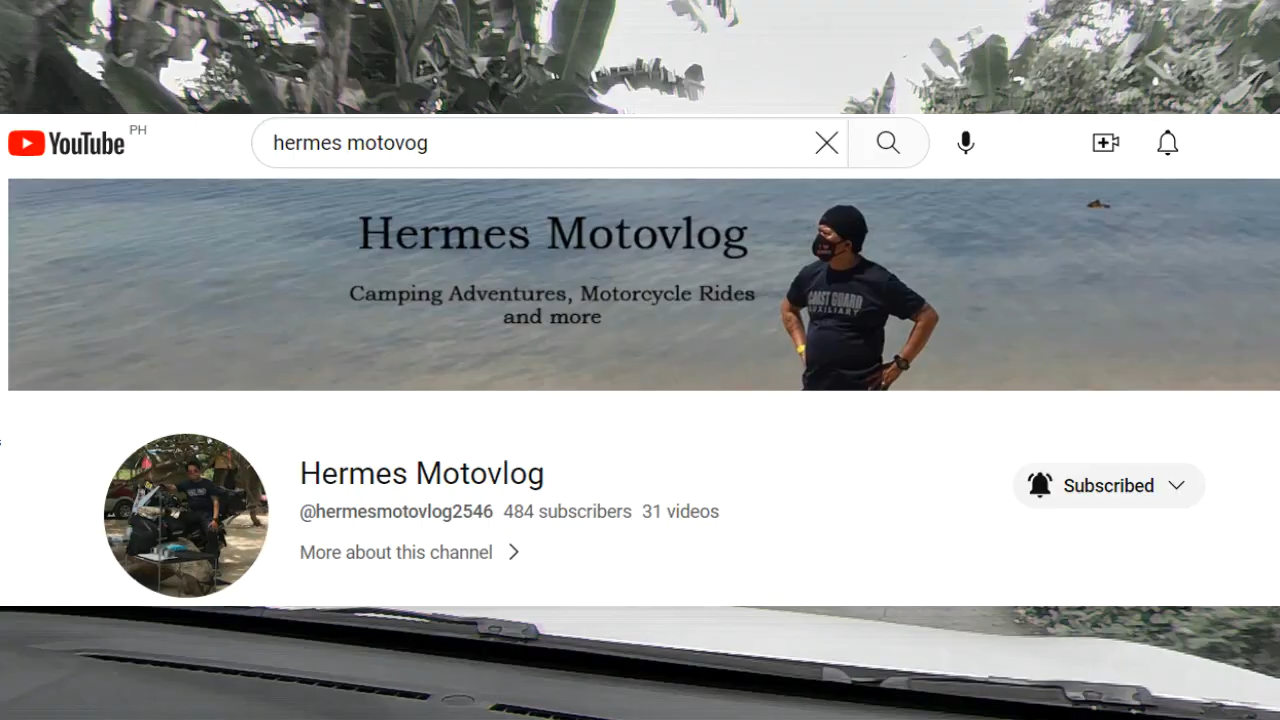 YouTube PH
hermes motovog
Hermes Motovlog
Camping Adventures, Motorcycle Rides
and more
COAST GUARD
AUXILIARY
Hermes Motovlog
@hermesmotovlog2546 484 subscribers 31 videos
More about this channel
Subscribed